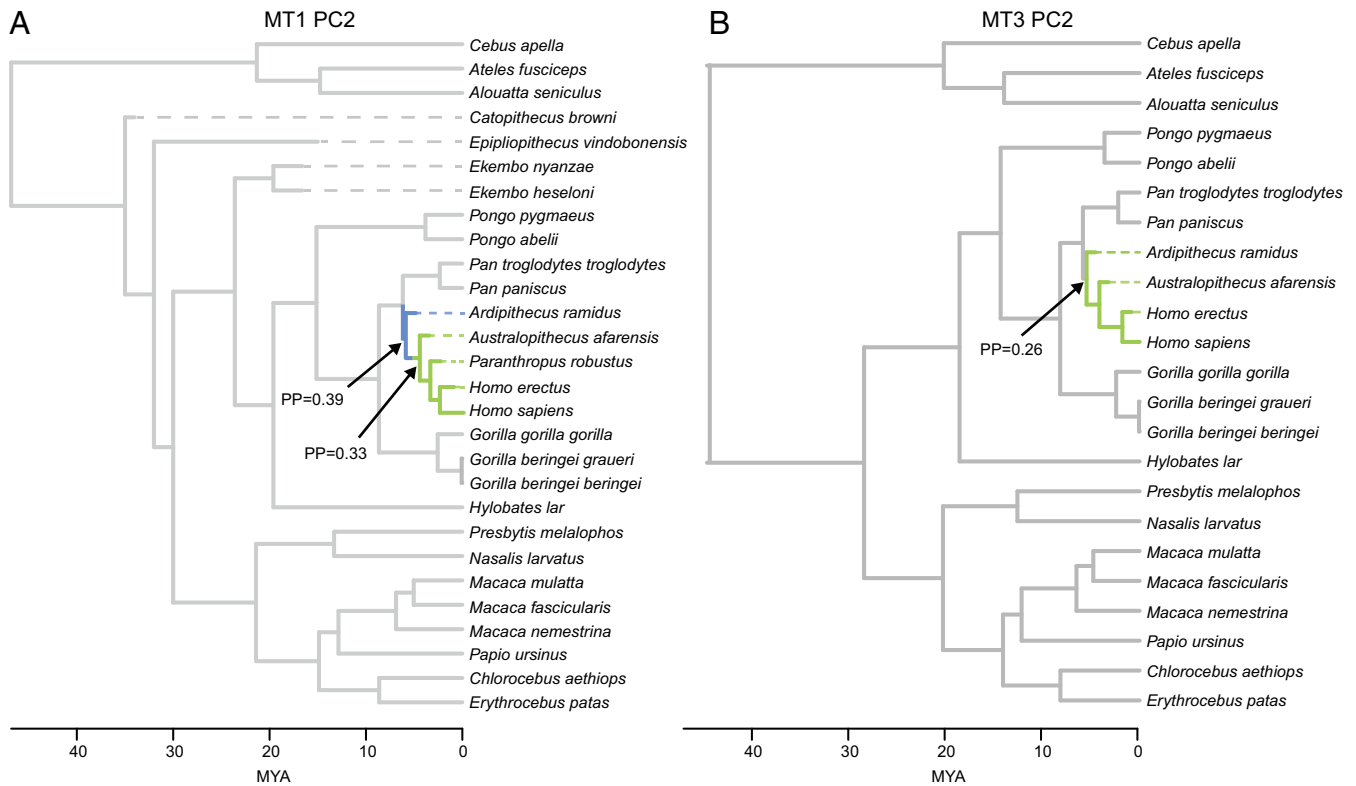 A
MT1 PC2
Cebus apella
Ateles fusciceps
Alouatta seniculus
Catopithecus browni
Epipliopithecus vindobonensis
Ekembo nyanzae
Ekembo heseloni
Pongo pygmaeus
Pongo abelii
Pan troglodytes troglodytes
Pan paniscus
Ardipithecus ramidus
Australopithecus afarensis
Paranthropus robustus
Homo erectus
Homo sapiens
Gorilla gorilla gorilla
Gorilla beringei graueri
Gorilla beringei beringei
Hylobates lar
Presbytis melalophos
Nasalis larvatus
Macaca mulatta
Macaca fascicularis
Macaca nemestrina
Papio ursinus
Chlorocebus aethiops
Erythrocebus patas
PP=0.39
PP=0.33
40 30 20 10 0
MYA
B
MT3 PC2
Cebus apella
Ateles fusciceps
Alouatta seniculus
Pongo pygmaeus
Pongo abelii
Pan troglodytes troglodytes
Pan paniscus
Ardipithecus ramidus
Australopithecus afarensis
Homo erectus
Homo sapiens
Gorilla gorilla gorilla
Gorilla beringei graueri
Gorilla beringei beringei
Hylobates lar
Presbytis melalophos
Nasalis larvatus
Macaca mulatta
Macaca fascicularis
Macaca nemestrina
Papio ursinus
Chlorocebus aethiops
Erythrocebus patas
PP=0.26
40 30 20 10 0
MYA